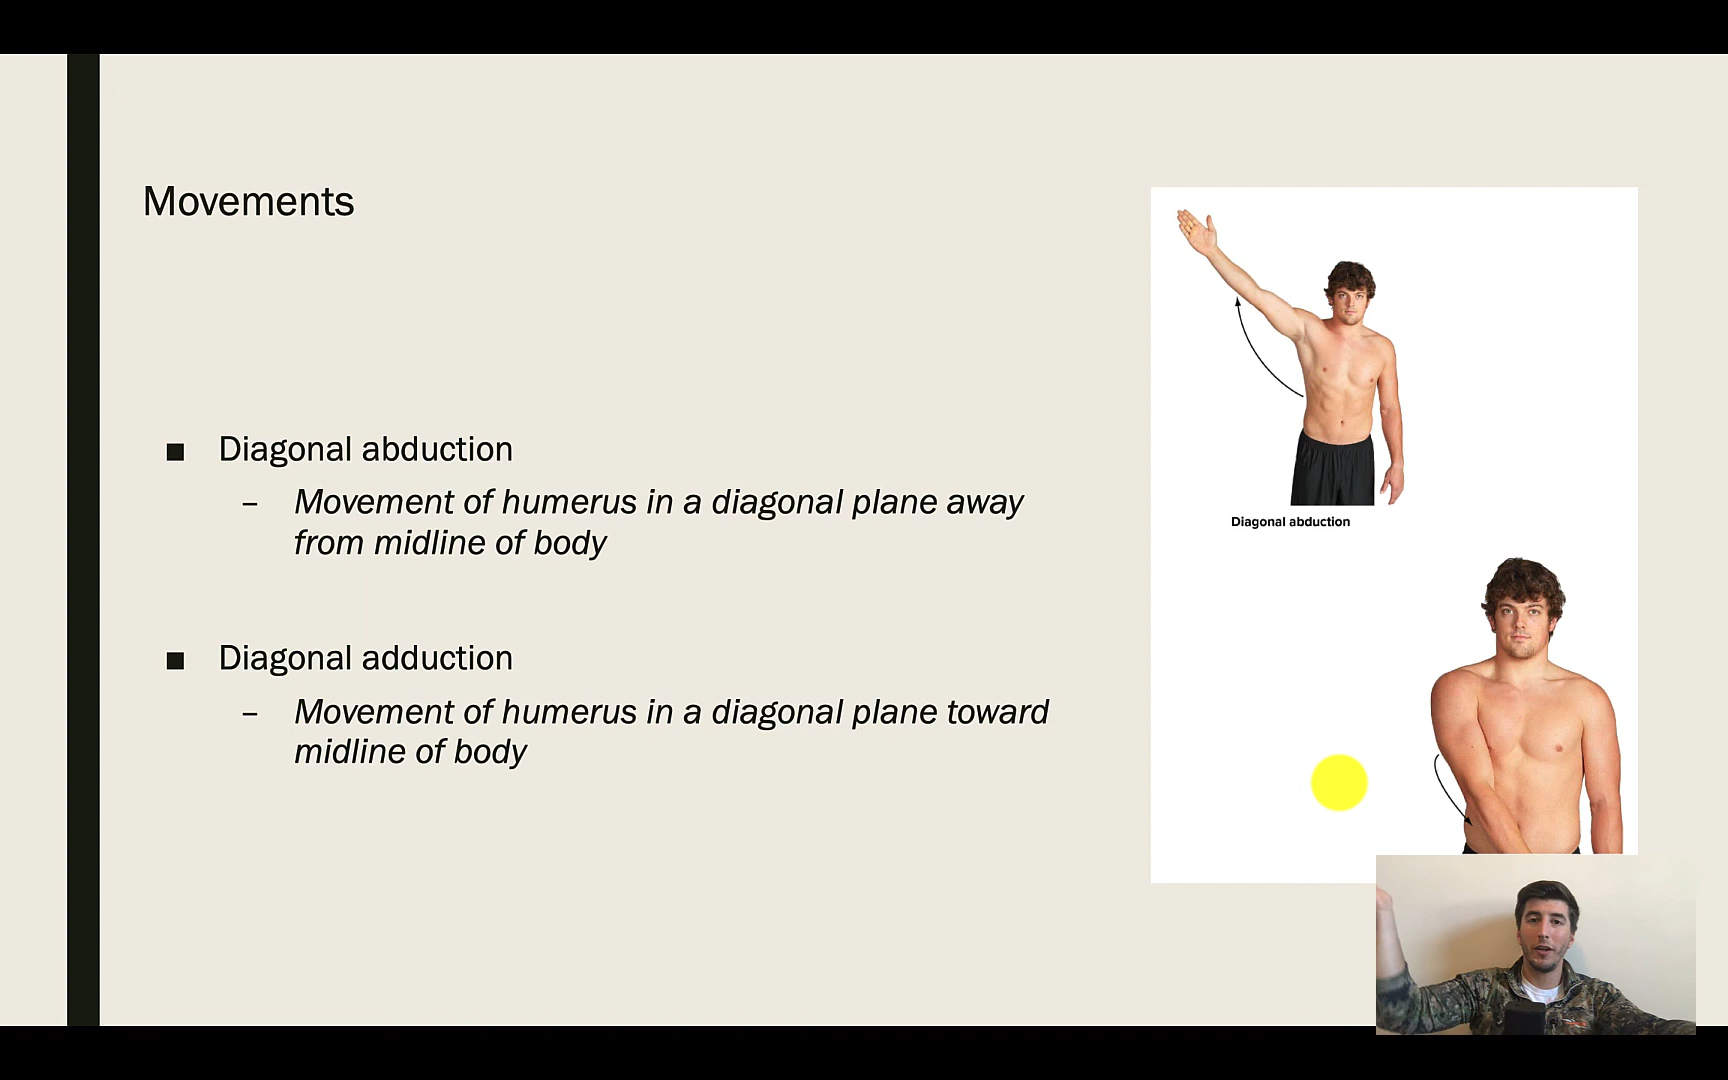 Movements
■ Diagonal abduction
– Movement of humerus in a diagonal plane away
from midline of body
■ Diagonal adduction
– Movement of humerus in a diagonal plane toward
midline of body
Diagonal abduction